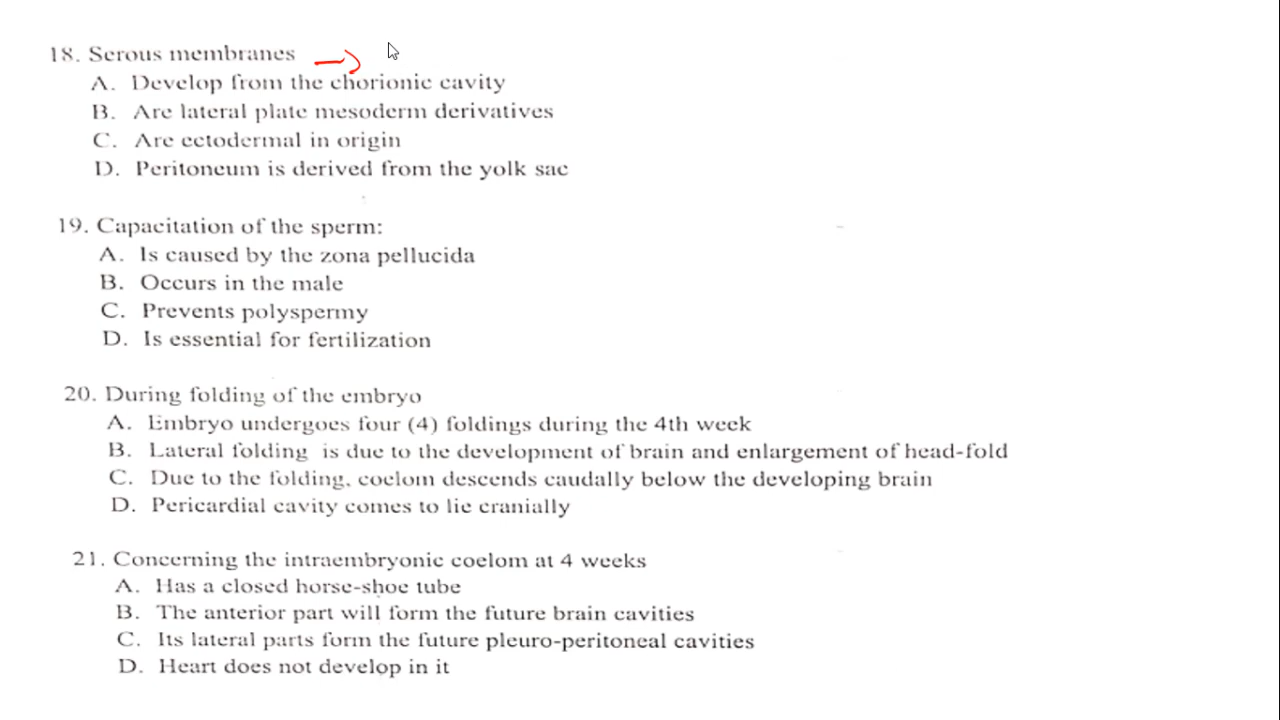 18. Serous membranes
A. Develop from the chorionic cavity
B. Are lateral plate mesoderm derivatives
C. Are ectodermal in origin
D. Peritoneum is derived from the yolk sac
19. Capacitation of the sperm:
A. Is caused by the zona pellucida
B. Occurs in the male
C. Prevents polyspermy
D. Is essential for fertilization
20. During folding of the embryo
A. Embryo undergoes four (4) foldings during the 4th week
B. Lateral folding is due to the development of brain and enlargement of head-fold
C. Due to the folding, coelom descends caudally below the developing brain
D. Pericardial cavity comes to lie cranially
21. Concerning the intraembryonic coelom at 4 weeks
A. Has a closed horse-shoe tube
B. The anterior part will form the future brain cavities
C. Its lateral parts form the future pleuro-peritoneal cavities
D. Heart does not develop in it